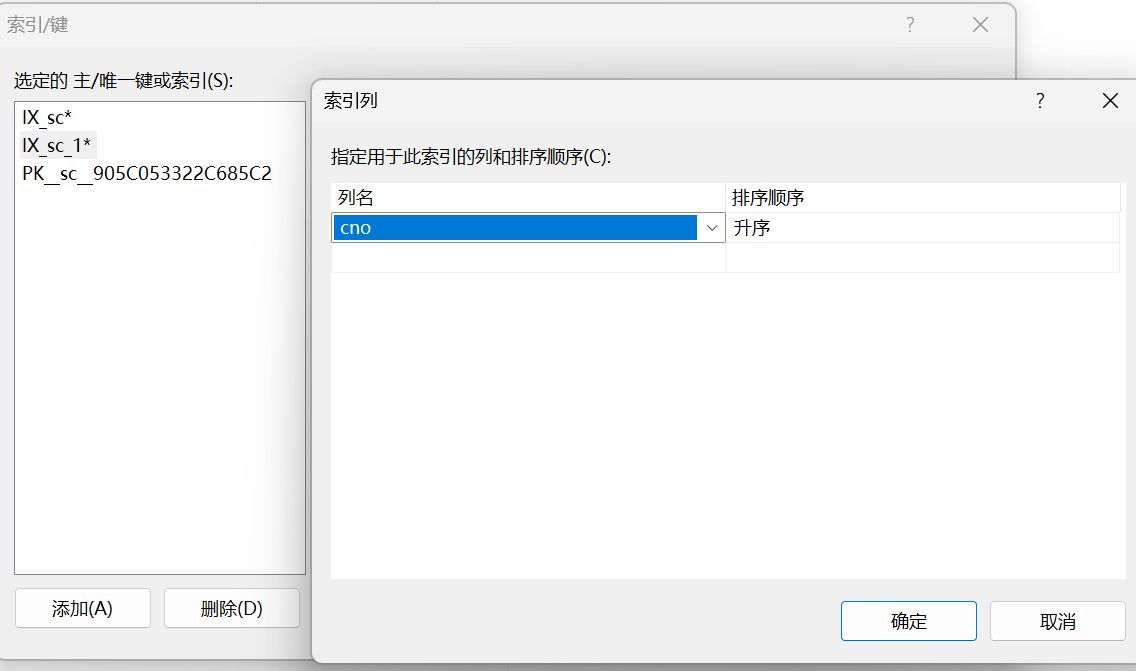 索引/键
选定的 主/唯一键或索引(S):
IX_sc*
IX_sc_1*
PK__sc__905C053322C685C2
添加(A)
删除(D)
索引列
指定用于此索引的列和排序顺序(C):
列名 排序顺序
cno 升序
确定
取消